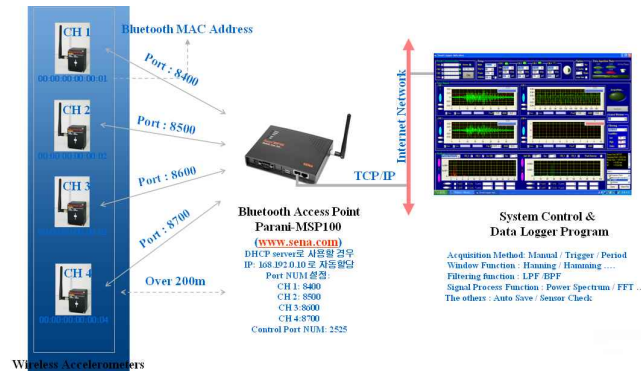 CH 1
Bluetooth MAC Address
00:00:00:00:00:01
Port : 8400
CH 2
Port : 8500
CH 3
Port : 8600
CH 4
Port : 8700
00:00:00:00:00:04
Over 200m
Wireless Accelerometers
SENA
Internet Network
TCP/IP
Bluetooth Access Point
Parani-MSP100
(www.sena.com)
DHCP server로 사용할 경우
IP: 168.192.0.10 로 자동할당
Port NUM 설정:
CH 1: 8400
CH 2: 8500
CH 3:8600
CH 4:8700
Control Port NUM: 2525
System Control &
Data Logger Program
Acquisition Method: Manual / Trigger / Period
Window Function : Hanning / Hamming ....
Filtering function : LPF /BPF
Signal Process Function : Power Spectrum / FFT ..
The others : Auto Save / Sensor Check